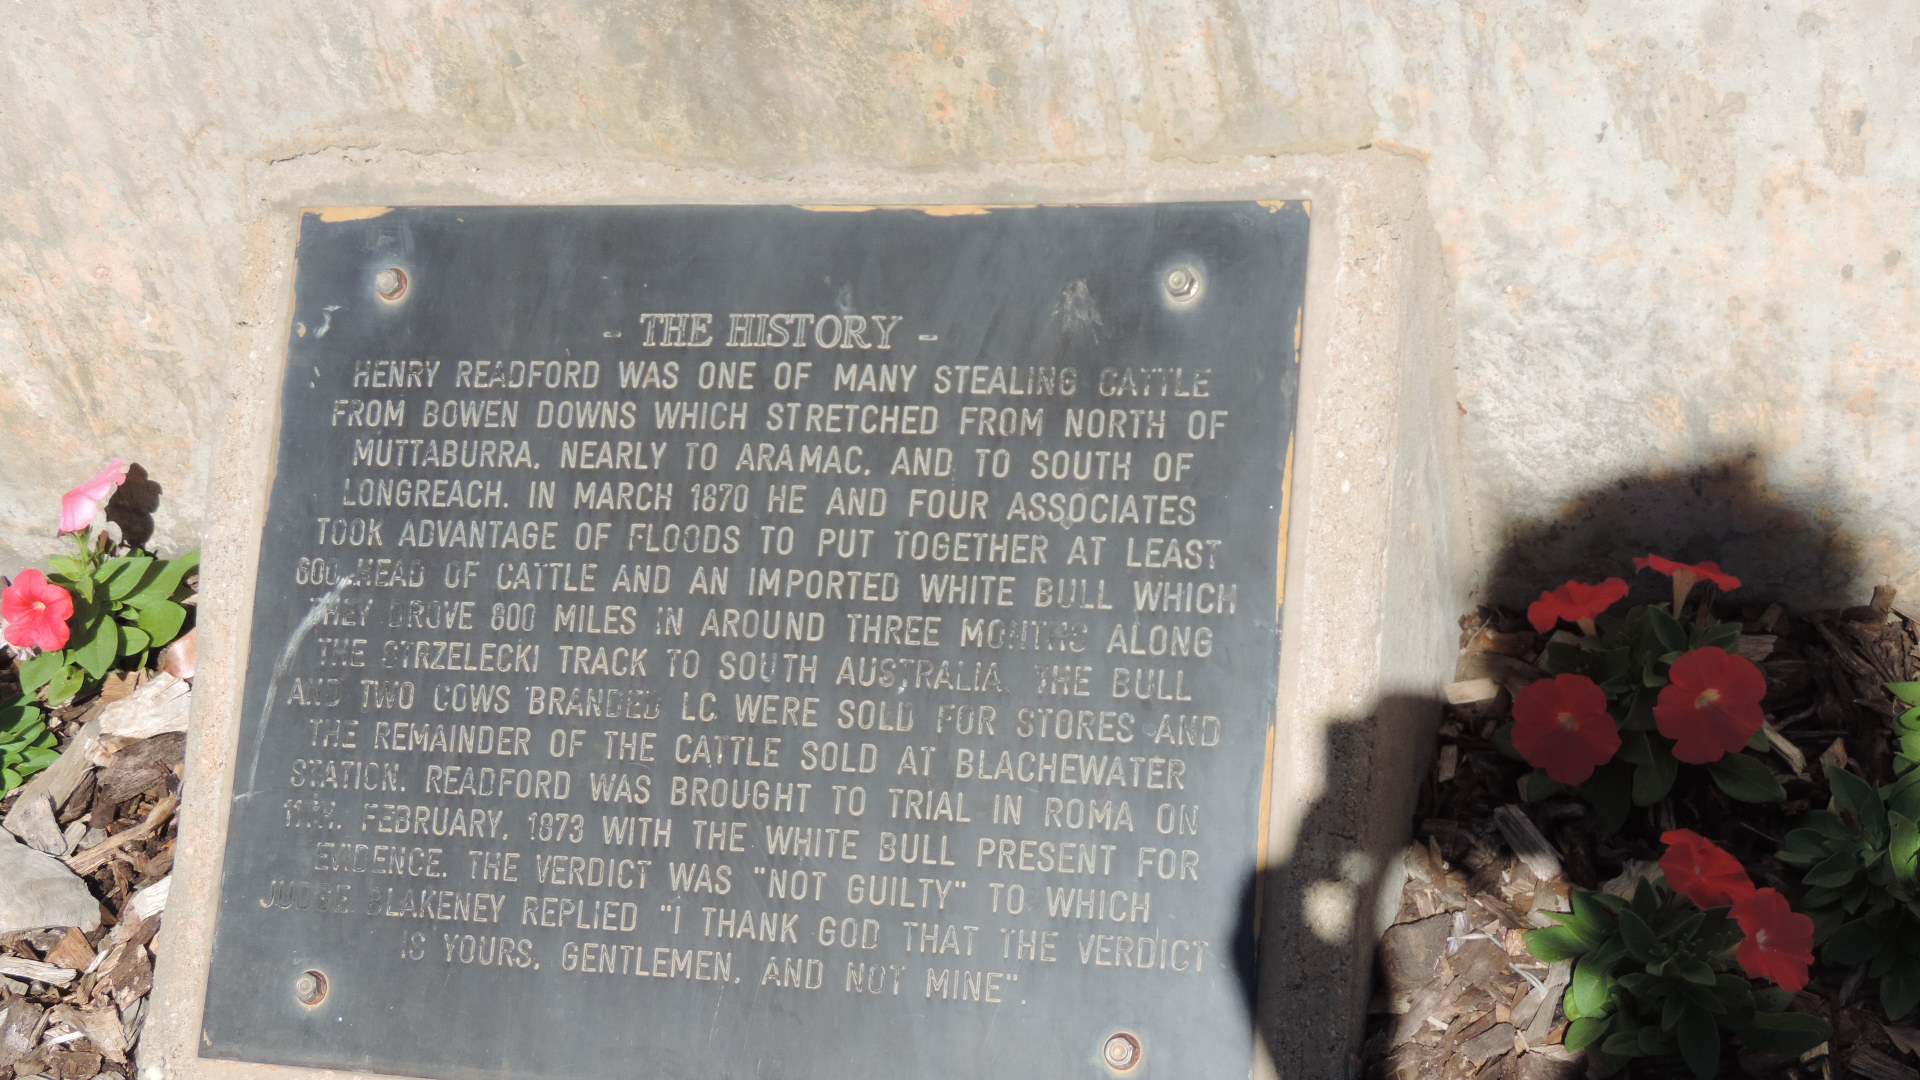 - THE HISTORY -
HENRY READFORD WAS ONE OF MANY STEALING CATTLE
FROM BOWEN DOWNS WHICH STRETCHED FROM NORTH OF
MUTTABURRA, NEARLY TO ARAMAC, AND TO SOUTH OF
LONGREACH. IN MARCH 1870 HE AND FOUR ASSOCIATES
TOOK ADVANTAGE OF FLOODS TO PUT TOGETHER AT LEAST
600 HEAD OF CATTLE AND AN IMPORTED WHITE BULL WHICH
THEY DROVE 800 MILES IN AROUND THREE MONTHS ALONG
THE STRZELECKI TRACK TO SOUTH AUSTRALIA. THE BULL
AND TWO COWS BRANDED LC WERE SOLD FOR STORES AND
THE REMAINDER OF THE CATTLE SOLD AT BLACHEWATER
STATION. READFORD WAS BROUGHT TO TRIAL IN ROMA ON
FEBRUARY, 1873 WITH THE WHITE BULL PRESENT FOR
EVIDENCE. THE VERDICT WAS "NOT GUILTY" TO WHICH
JUDGE BLAKENEY REPLIED "I THANK GOD THAT THE VERDICT
IS YOURS, GENTLEMEN, AND NOT MINE".